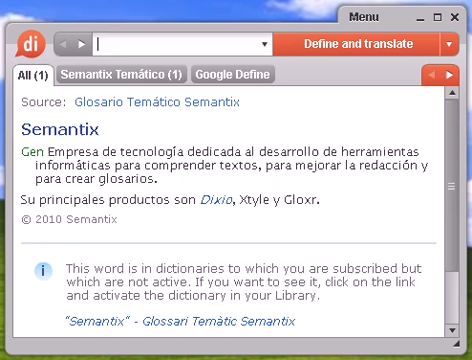 Menu
di
Define and translate
All (1)
Semantix Temático (1)
Google Define
Source: Glosario Temático Semantix
Semantix
Gen Empresa de tecnología dedicada al desarrollo de herramientas
informáticas para comprender textos, para mejorar la redacción y
para crear glosarios.
Su principales productos son Dixio, Xtyle y Gloxr.
© 2010 Semantix
i
This word is in dictionaries to which you are subscribed but
which are not active. If you want to see it, click on the link
and activate the dictionary in your Library.
"Semantix" - Glossari Temàtic Semantix